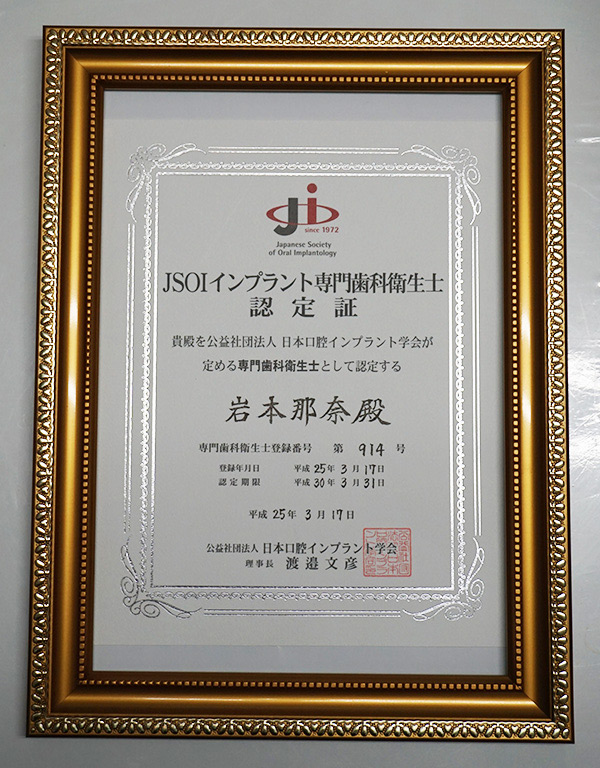 ji
since 1972
Japanese Society
of Oral Implantology
JSOIインプラント専門歯科衛生士
認定証
貴殿を公益社団法人 日本口腔インプラント学会が
定める専門歯科衛生士として認定する
岩本那奈殿
専門歯科衛生士登録番号 第 914 号
登録年月日 平成25年3月17日
認定期限 平成30年3月31日
平成25年3月17日
公益社団法人 日本口腔インプラント学会
理事長 渡邉文彦